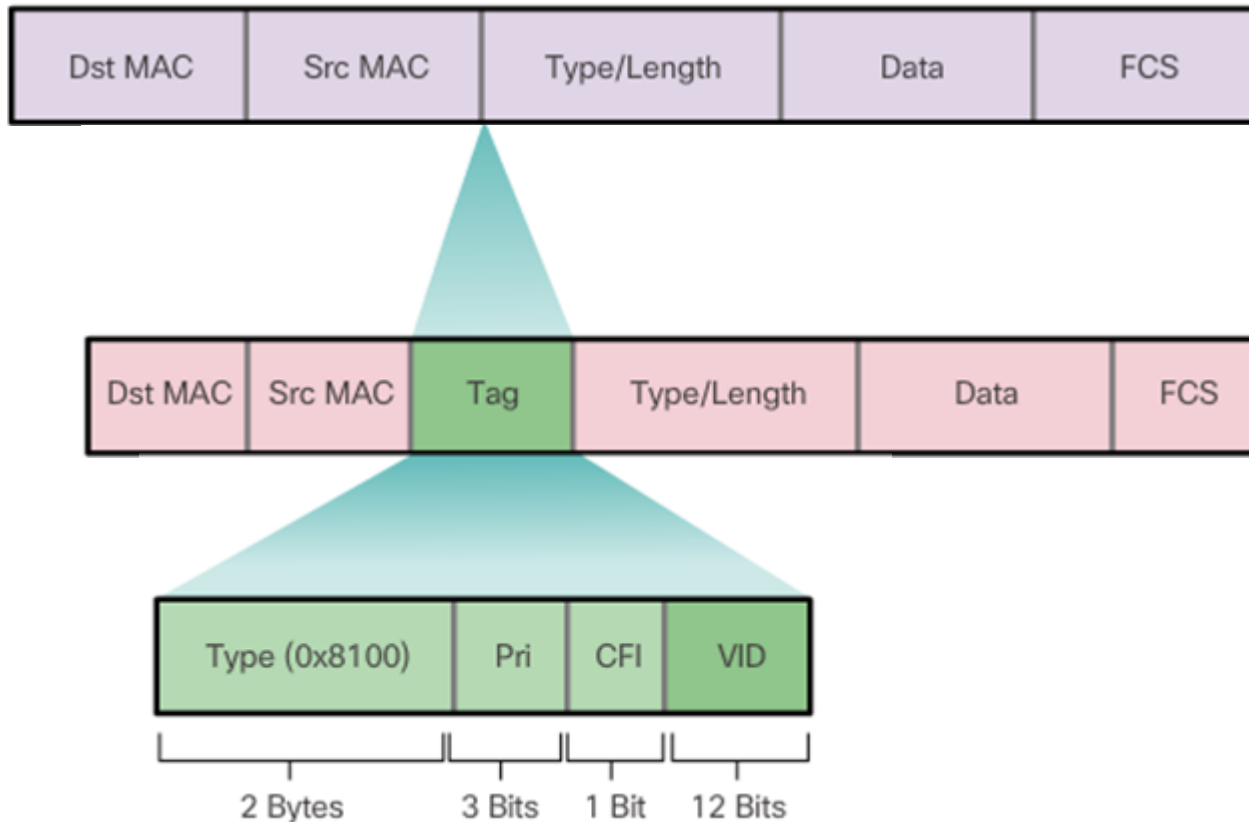 Dst MAC Src MAC Type/Length Data FCS
Dst MAC Src MAC Tag Type/Length Data FCS
Type (0x8100) Pri CFI VID
2 Bytes 3 Bits 1 Bit 12 Bits